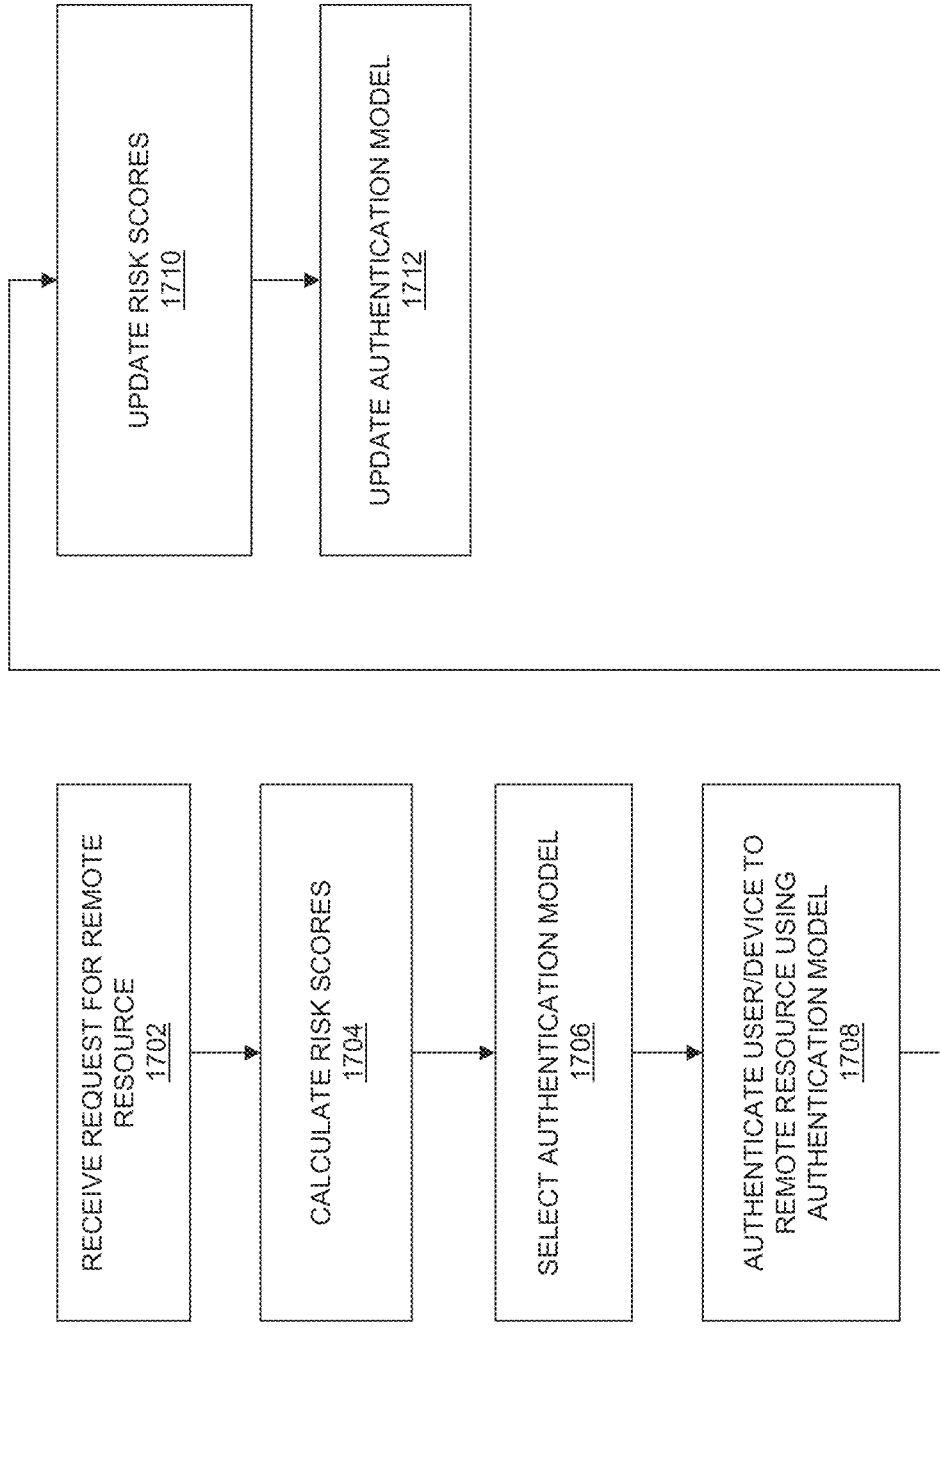 RECEIVE REQUEST FOR REMOTE
RESOURCE
1702
CALCULATE RISK SCORES
1704
SELECT AUTHENTICATION MODEL
1706
AUTHENTICATE USER/DEVICE TO
REMOTE RESOURCE USING
AUTHENTICATION MODEL
1708
UPDATE RISK SCORES
1710
UPDATE AUTHENTICATION MODEL
1712